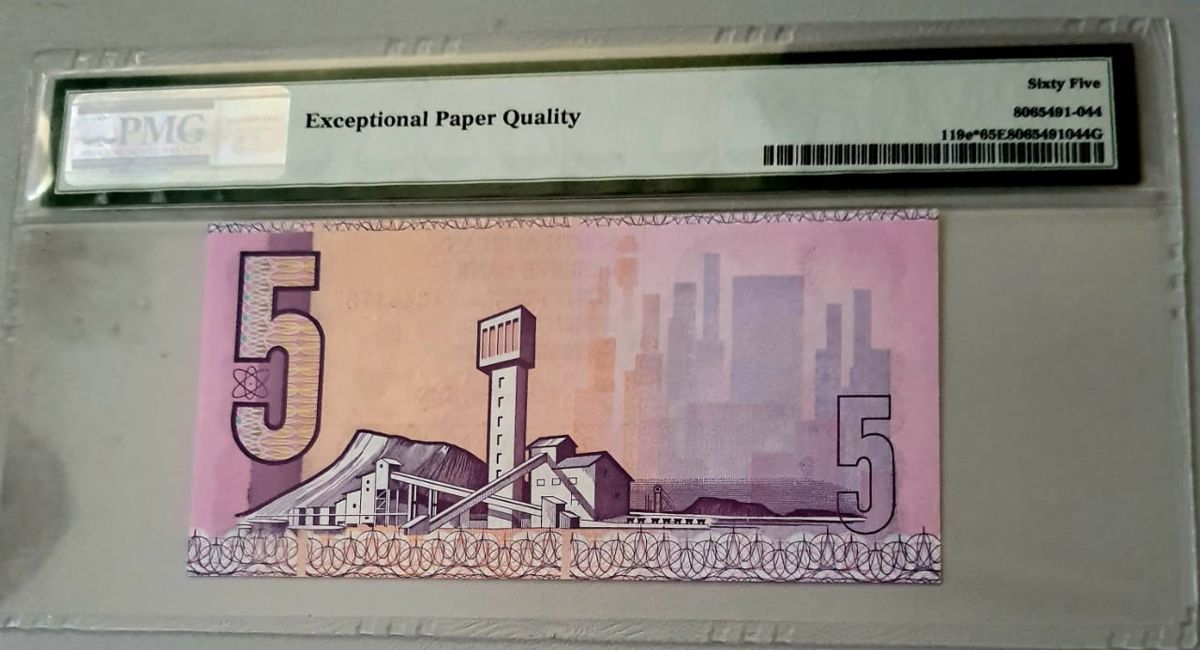 PMG
Exceptional Paper Quality
Sixty Five
8065491-044
119e*65E8065491044G
5
5